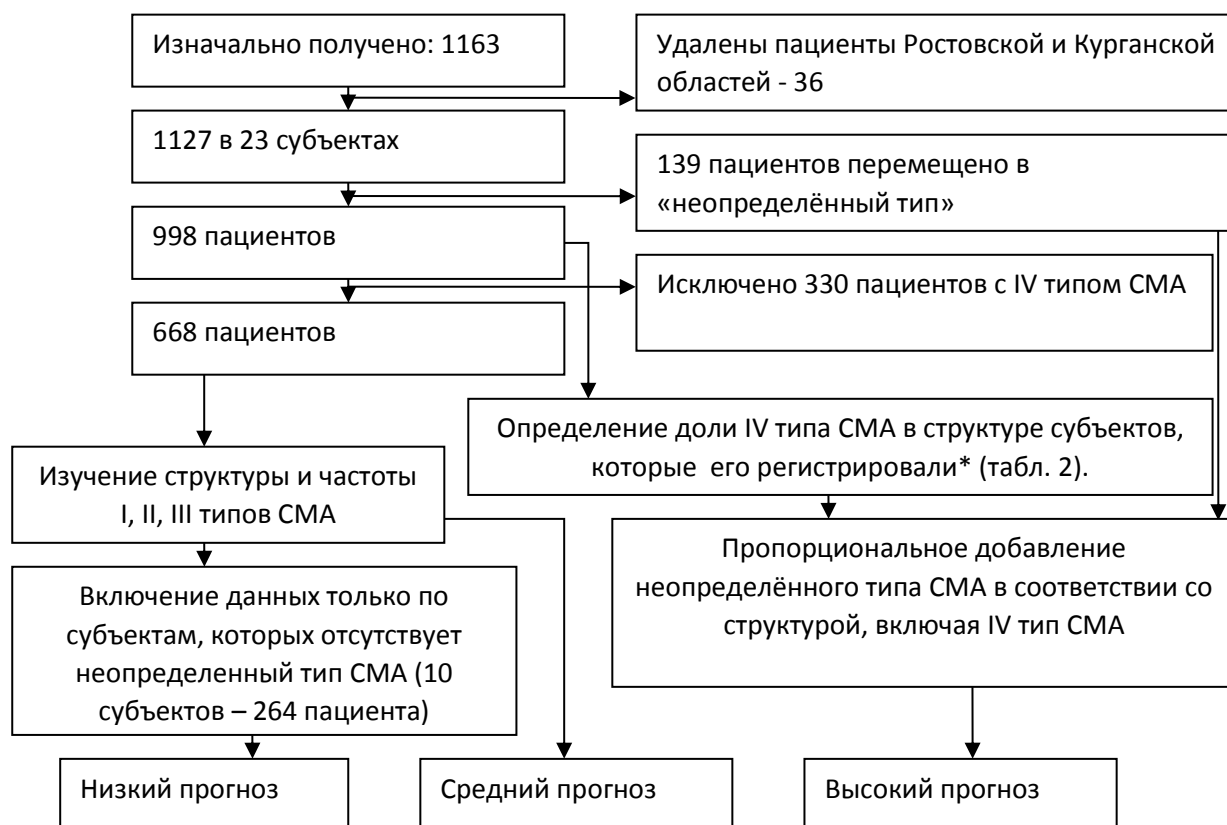 Изначально получено: 1163
Удалены пациенты Ростовской и Курганской
областей - 36
1127 в 23 субъектах
139 пациентов перемещено в
«неопределённый тип»
998 пациентов
Исключено 330 пациентов с IV типом СМА
668 пациентов
Определение доли IV типа СМА в структуре субъектов,
которые его регистрировали* (табл. 2).
Изучение структуры и частоты
I, II, III типов СМА
Пропорциональное добавление
неопределённого типа СМА в соответствии со
структурой, включая IV тип СМА
Включение данных только по
субъектам, которых отсутствует
неопределенный тип СМА (10
субъектов – 264 пациента)
Низкий прогноз
Средний прогноз
Высокий прогноз